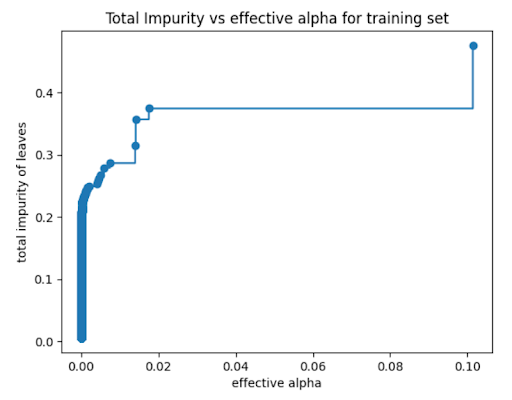 Total Impurity vs effective alpha for training set
total impurity of leaves
0.4
0.3
0.2
0.1
0.0
0.00 0.02 0.04 0.06 0.08 0.10
effective alpha